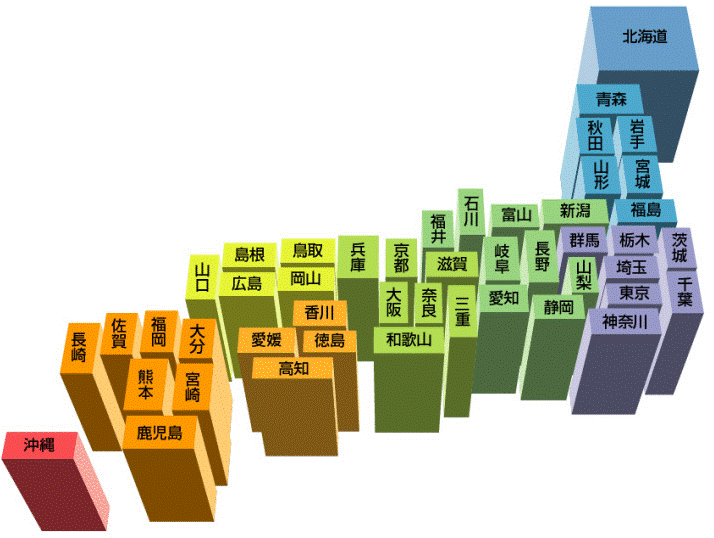 北海道
青森
秋田
岩手
山形
宮城
福島
石川
富山
新潟
福井
群馬
栃木
茨城
岐阜
長野
山梨
埼玉
千葉
東京
神奈川
愛知
静岡
島根
鳥取
兵庫
京都
滋賀
山口
広島
岡山
大阪
奈良
三重
和歌山
香川
愛媛
徳島
高知
長崎
佐賀
福岡
大分
熊本
宮崎
鹿児島
沖縄